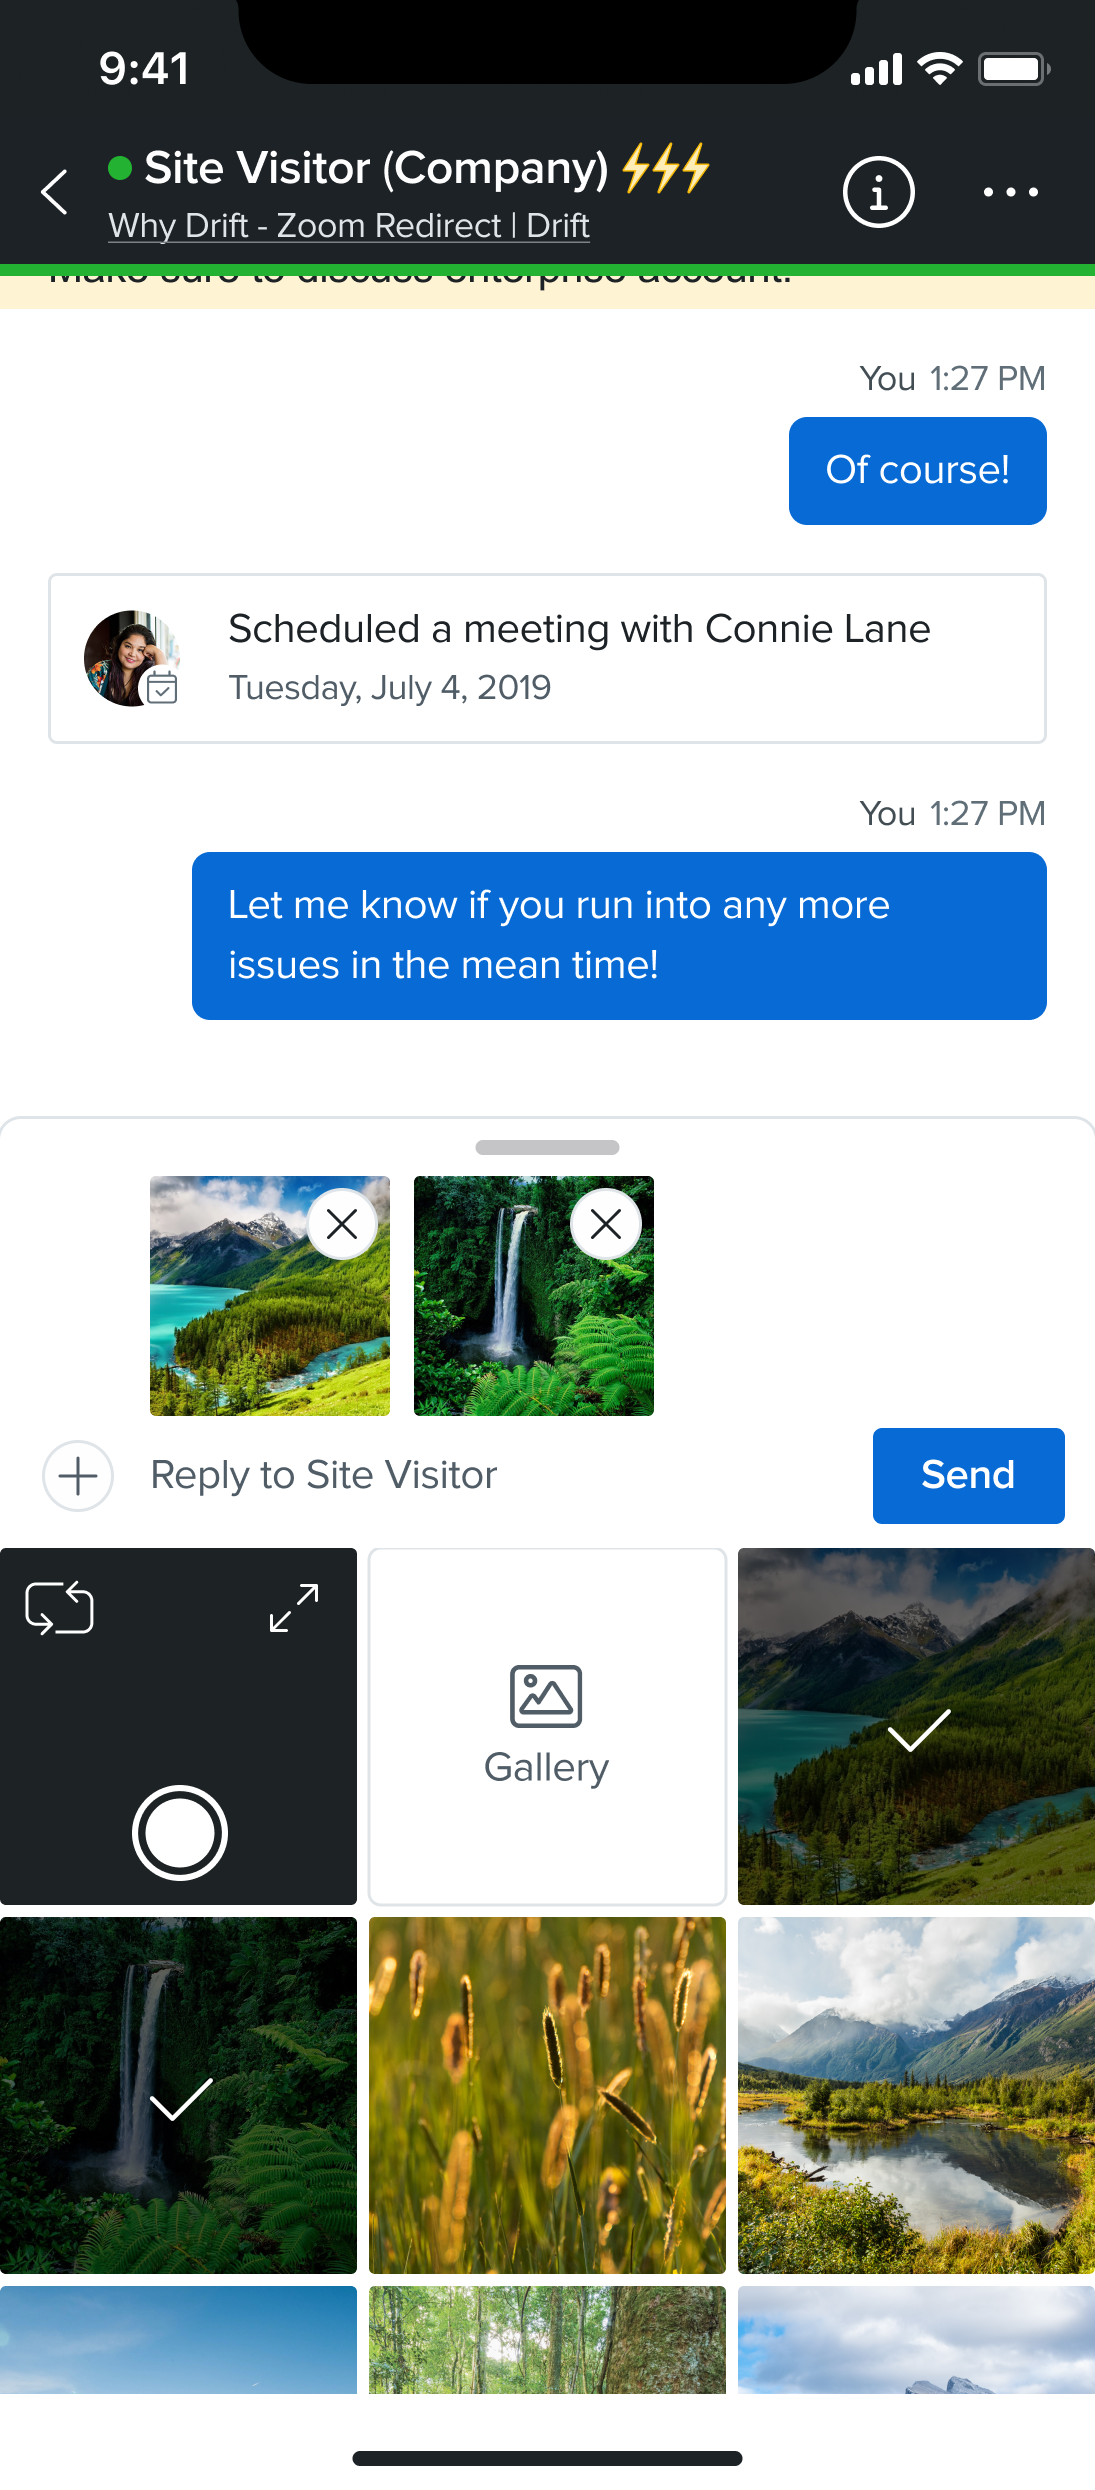 9:41
Site Visitor (Company) ⚡⚡⚡
Why Drift - Zoom Redirect | Drift
Make sure to discuss enterprise account.
You 1:27 PM
Of course!
Scheduled a meeting with Connie Lane
Tuesday, July 4, 2019
You 1:27 PM
Let me know if you run into any more
issues in the mean time!
Reply to Site Visitor
Send
Gallery